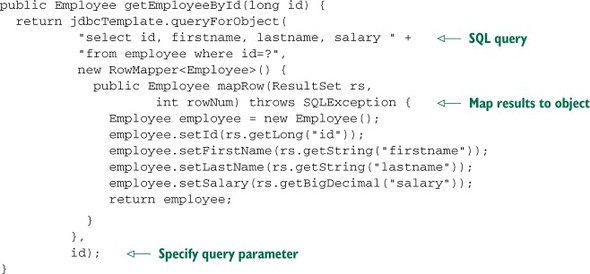 public Employee getEmployeeById(long id) {
return jdbcTemplate.queryForObject(
"select id, firstname, lastname, salary " + SQL query
"from employee where id=?",
new RowMapper<Employee>() {
public Employee mapRow(ResultSet rs,
int rowNum) throws SQLException { Map results to object
Employee employee = new Employee();
employee.setId(rs.getLong("id"));
employee.setFirstName(rs.getString("firstname"));
employee.setLastName(rs.getString("lastname"));
employee.setSalary(rs.getBigDecimal("salary"));
return employee;
}
},
id); Specify query parameter
}